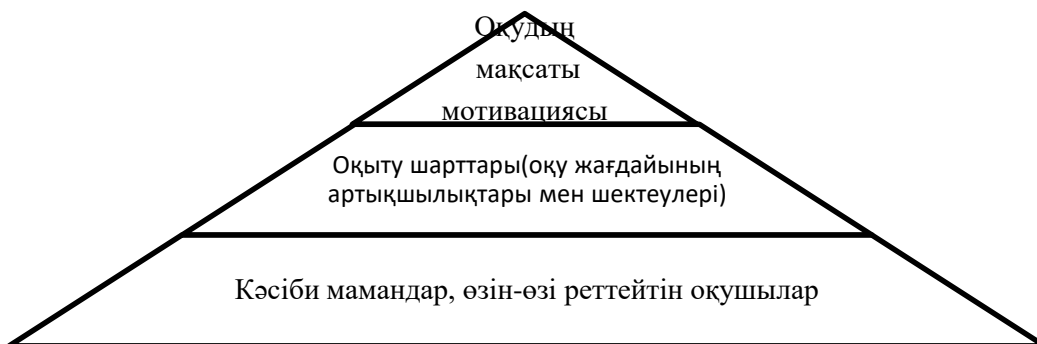 Оқудың
мақсаты
мотивациясы
Оқыту шарттары(оқу жағдайының
артықшылықтары мен шектеулері)
Кәсіби мамандар, өзін-өзі реттейтін оқушылар